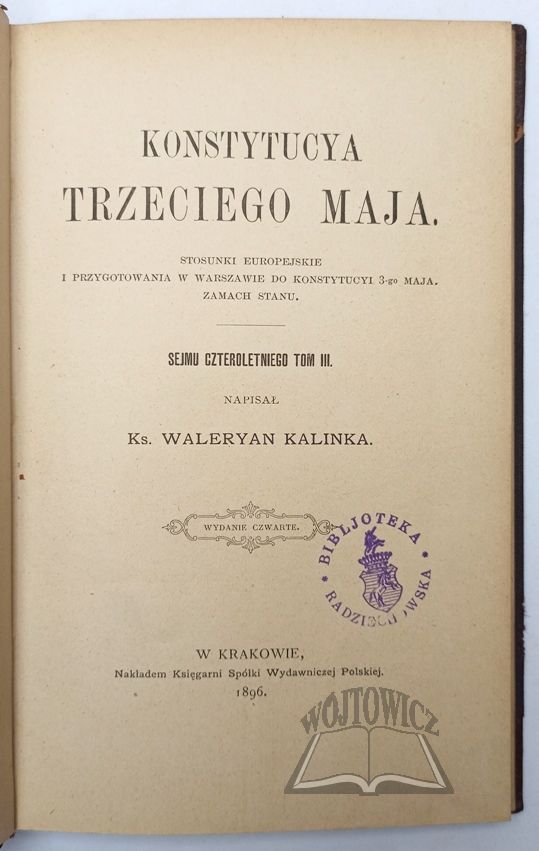 KONSTYTUCYA
TRZECIEGO MAJA.
STOSUNKI EUROPEJSKIE
I PRZYGOTOWANIA W WARSZAWIE DO KONSTYTUCYI 3-go MAJA.
ZAMACH STANU.
SEJMU CZTEROLETNIEGO TOM III.
NAPISAŁ
Ks. WALERYAN KALINKA.
WYDANIE CZWARTE.
* BIBLJOTEKA *
RADZIECHOWSKA
W KRAKOWIE,
Nakładem Księgarni Spółki Wydawniczej Polskiej.
1896.
WÓJTOWICZ